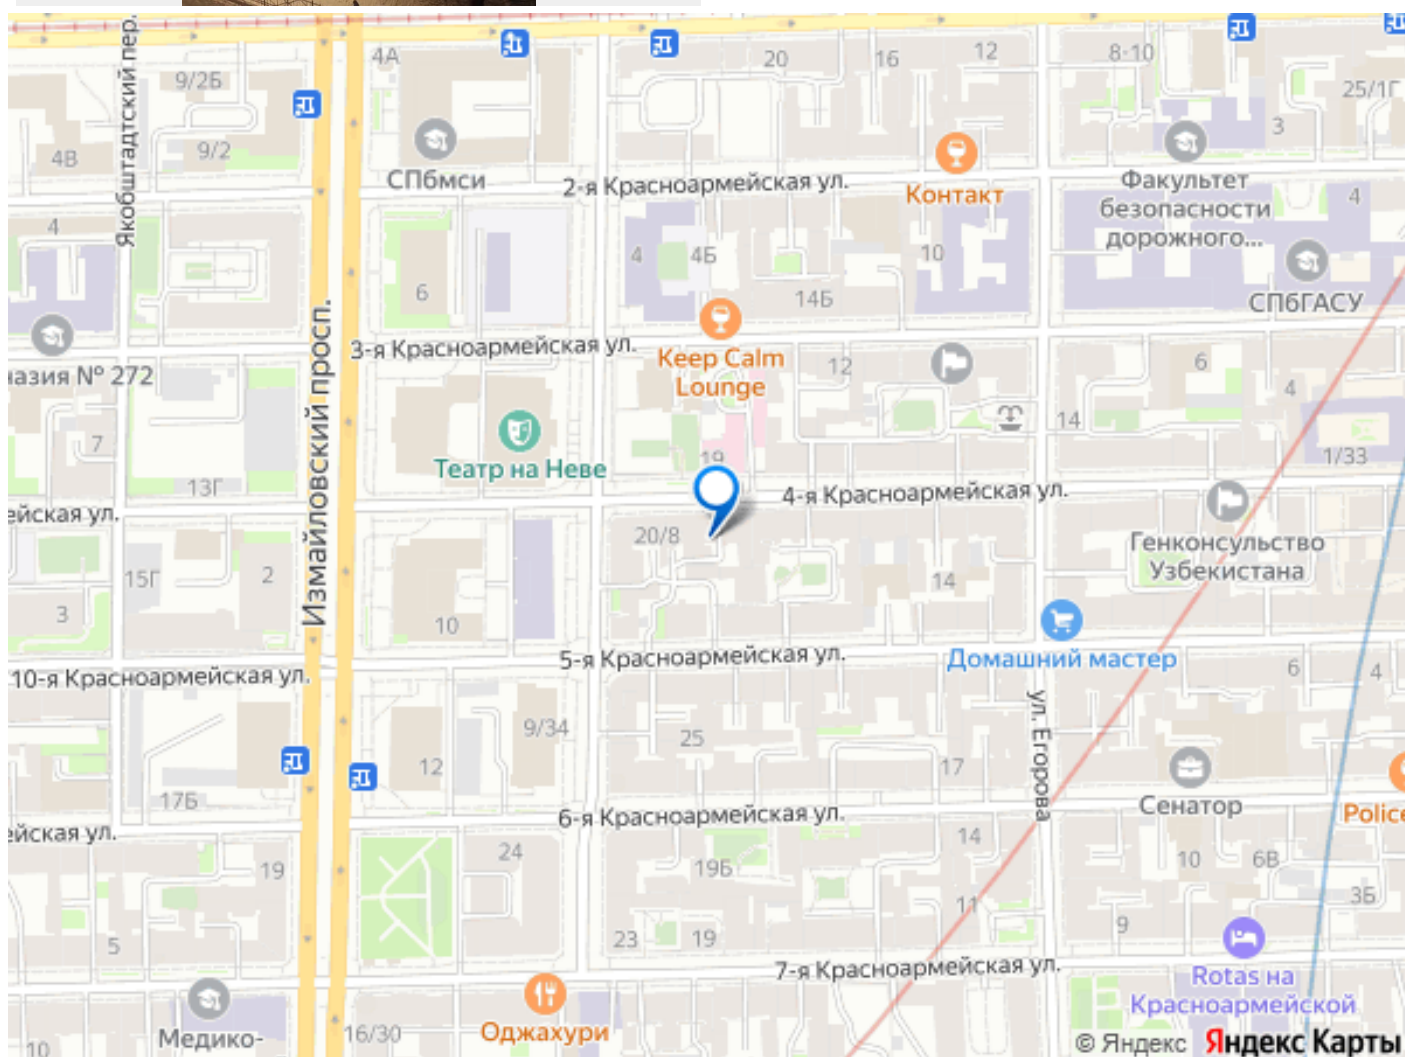 Якобштадтский пер.
9/2Б
4А
20
16
12
8-10
25/1Г
3
4В
9/2
СПбмси
2-я Красноармейская ул.
Контакт
Факультет
безопасности
дорожного...
4
4
6
4
4Б
14Б
10
СПбГАСУ
Измайловский просп.
3-я Красноармейская ул.
Keep Calm
Lounge
12
6
4
№ 272
7
13Г
Театр на Неве
19
14
1/33
4-я Красноармейская ул.
ейская ул.
20/8
Генконсульство
Узбекистана
15Г
2
3
10
14
5-я Красноармейская ул.
Домашний мастер
10-я Красноармейская ул.
6
4
ул. Егорова
9/34
25
12
17
17Б
6-я Красноармейская ул.
Сенатор
Police
ейская ул.
19
24
19Б
14
10
6В
3Б
11
9
5
23
19
7-я Красноармейская ул.
Rotas на
Красноармейской
Медико-
16/30
Оджахури
10
© Яндекс Яндекс Карты